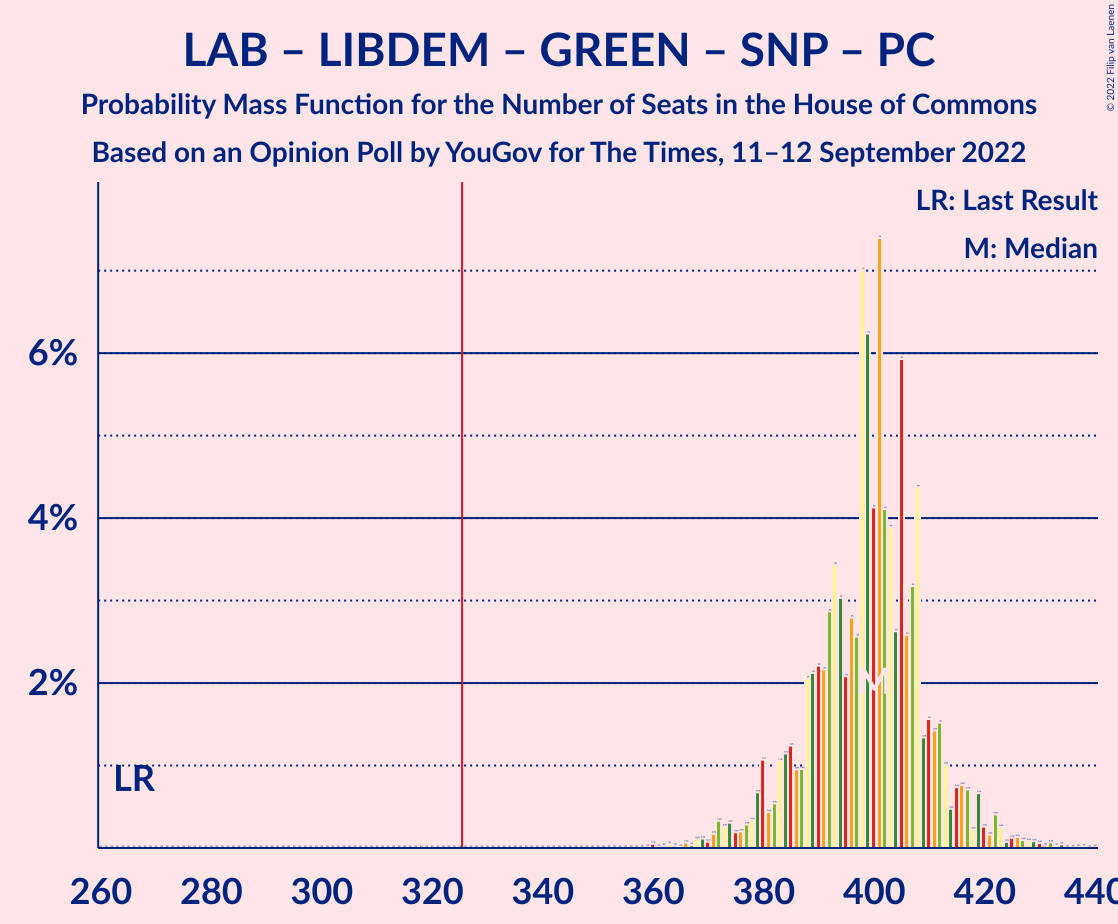 LAB – LIBDEM – GREEN – SNP – PC
Probability Mass Function for the Number of Seats in the House of Commons
Based on an Opinion Poll by YouGov for The Times, 11–12 September 2022
© 2022 Filip van Laenen
LR: Last Result
M: Median
6%
4%
2%
LR
M
260 280 300 320 340 360 380 400 420 440